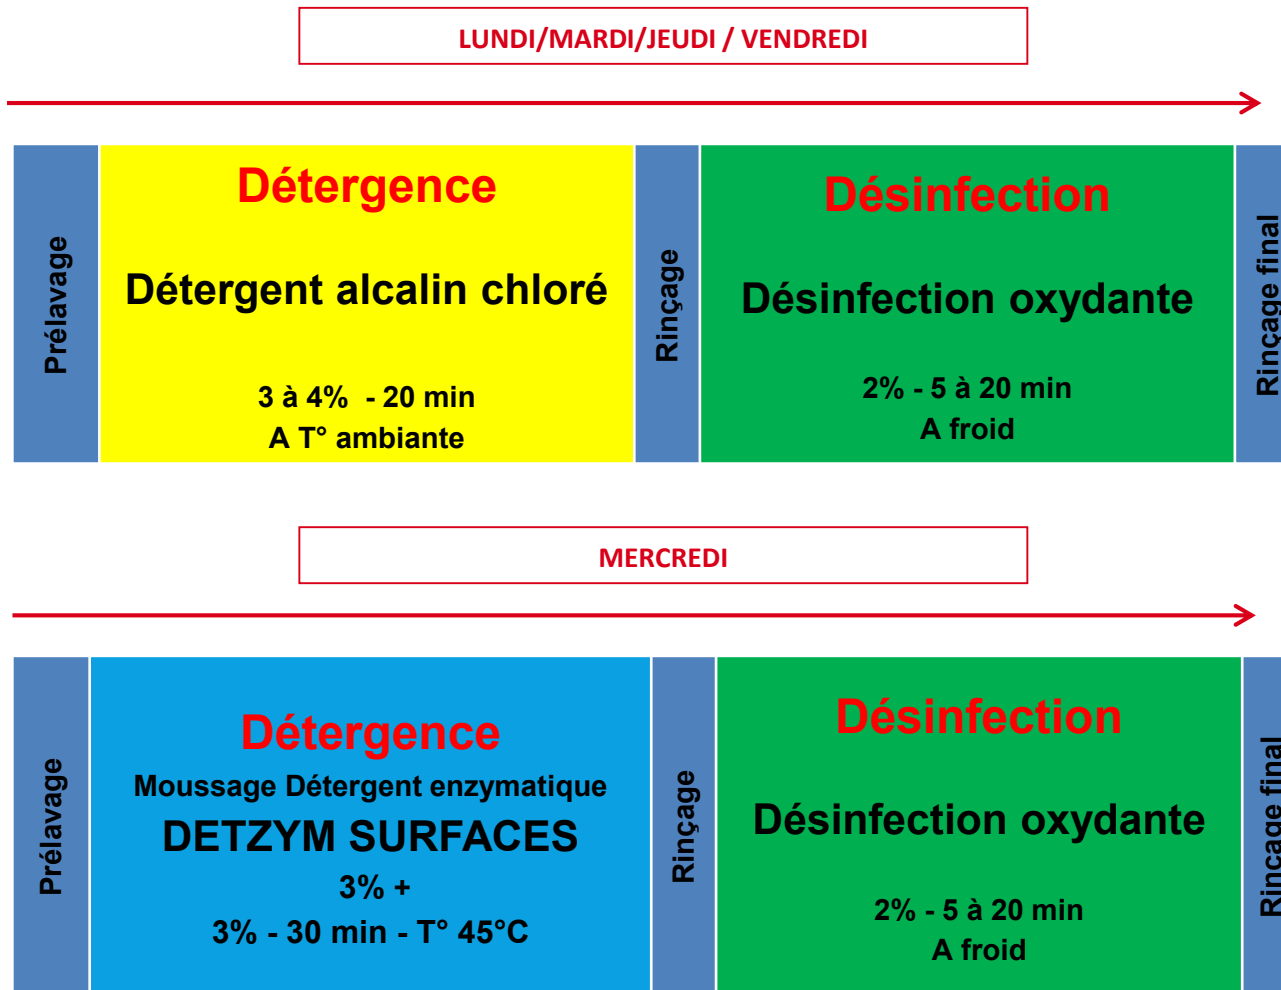 LUNDI/MARDI/JEUDI / VENDREDI
Prélavage
Détergence
Détergent alcalin chloré
3 à 4% - 20 min
A T° ambiante
Rinçage
Désinfection
Désinfection oxydante
2% - 5 à 20 min
A froid
Rinçage final
MERCREDI
Prélavage
Détergence
Moussage Détergent enzymatique
DETZYM SURFACES
3% +
3% - 30 min - T° 45°C
Rinçage
Désinfection
Désinfection oxydante
2% - 5 à 20 min
A froid
Rinçage final